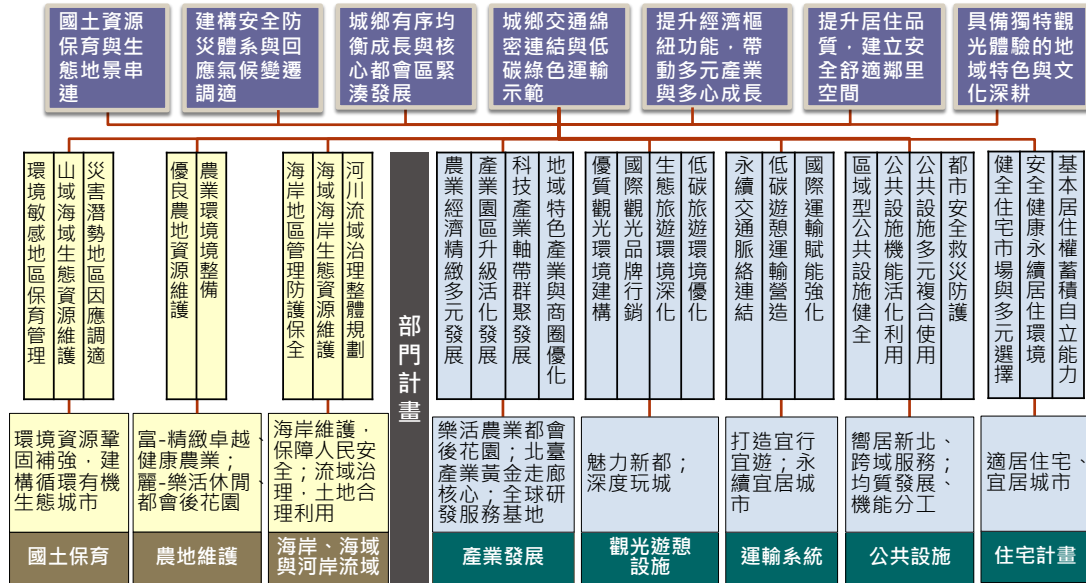 國土資源
保育與生
態地景串
連
建構安全防
災體系與回
應氣候變遷
調適
城鄉有序均
衡成長與核
心都會區緊
湊發展
城鄉交通綿
密連結與低
碳綠色運輸
示範
提升經濟樞
紐功能，帶
動多元產業
與多心成長
提升居住品
質，建立安
全舒適鄰里
空間
具備獨特觀
光體驗的地
域特色與文
化深耕
環境敏感地區保育管理
山域海域生態資源維護
災害潛勢地區因應調適
優良農地資源維護
農業環境境整備
海岸地區管理防護保全
海域海岸生態資源維護
河川流域治理整體規劃
部門計畫
農業經濟精緻多元發展
產業園區升級活化發展
科技產業軸帶群聚發展
地域特色產業與商圈優化
優質觀光環境建構
國際觀光品牌行銷
生態旅遊環境深化
低碳旅遊環境優化
永續交通脈絡連結
低碳遊憩運輸營造
國際運輸賦能強化
區域型公共設施健全
公共設施機能活化利用
公共設施多元複合使用
都市安全救災防護
健全住宅市場與多元選擇
安全健康永續居住環境
基本居住權蓄積自立能力
環境資源鞏
固補強，建
構循環有機
生態城市
富-精緻卓越、
健康農業；
麗-樂活休閒、
都會後花園
海岸維護，
保障人民安
全；流域治
理，土地合
理利用
樂活農業都會
後花園；北臺
產業黃金走廊
核心；全球研
發服務基地
魅力新都；
深度玩城
打造宜行
宜遊；永
續宜居城
市
嚮居新北、
跨域服務；
均質發展、
機能分工
適居住宅、
宜居城市
國土保育
農地維護
海岸、海域
與河岸流域
產業發展
觀光遊憩
設施
運輸系統
公共設施
住宅計畫